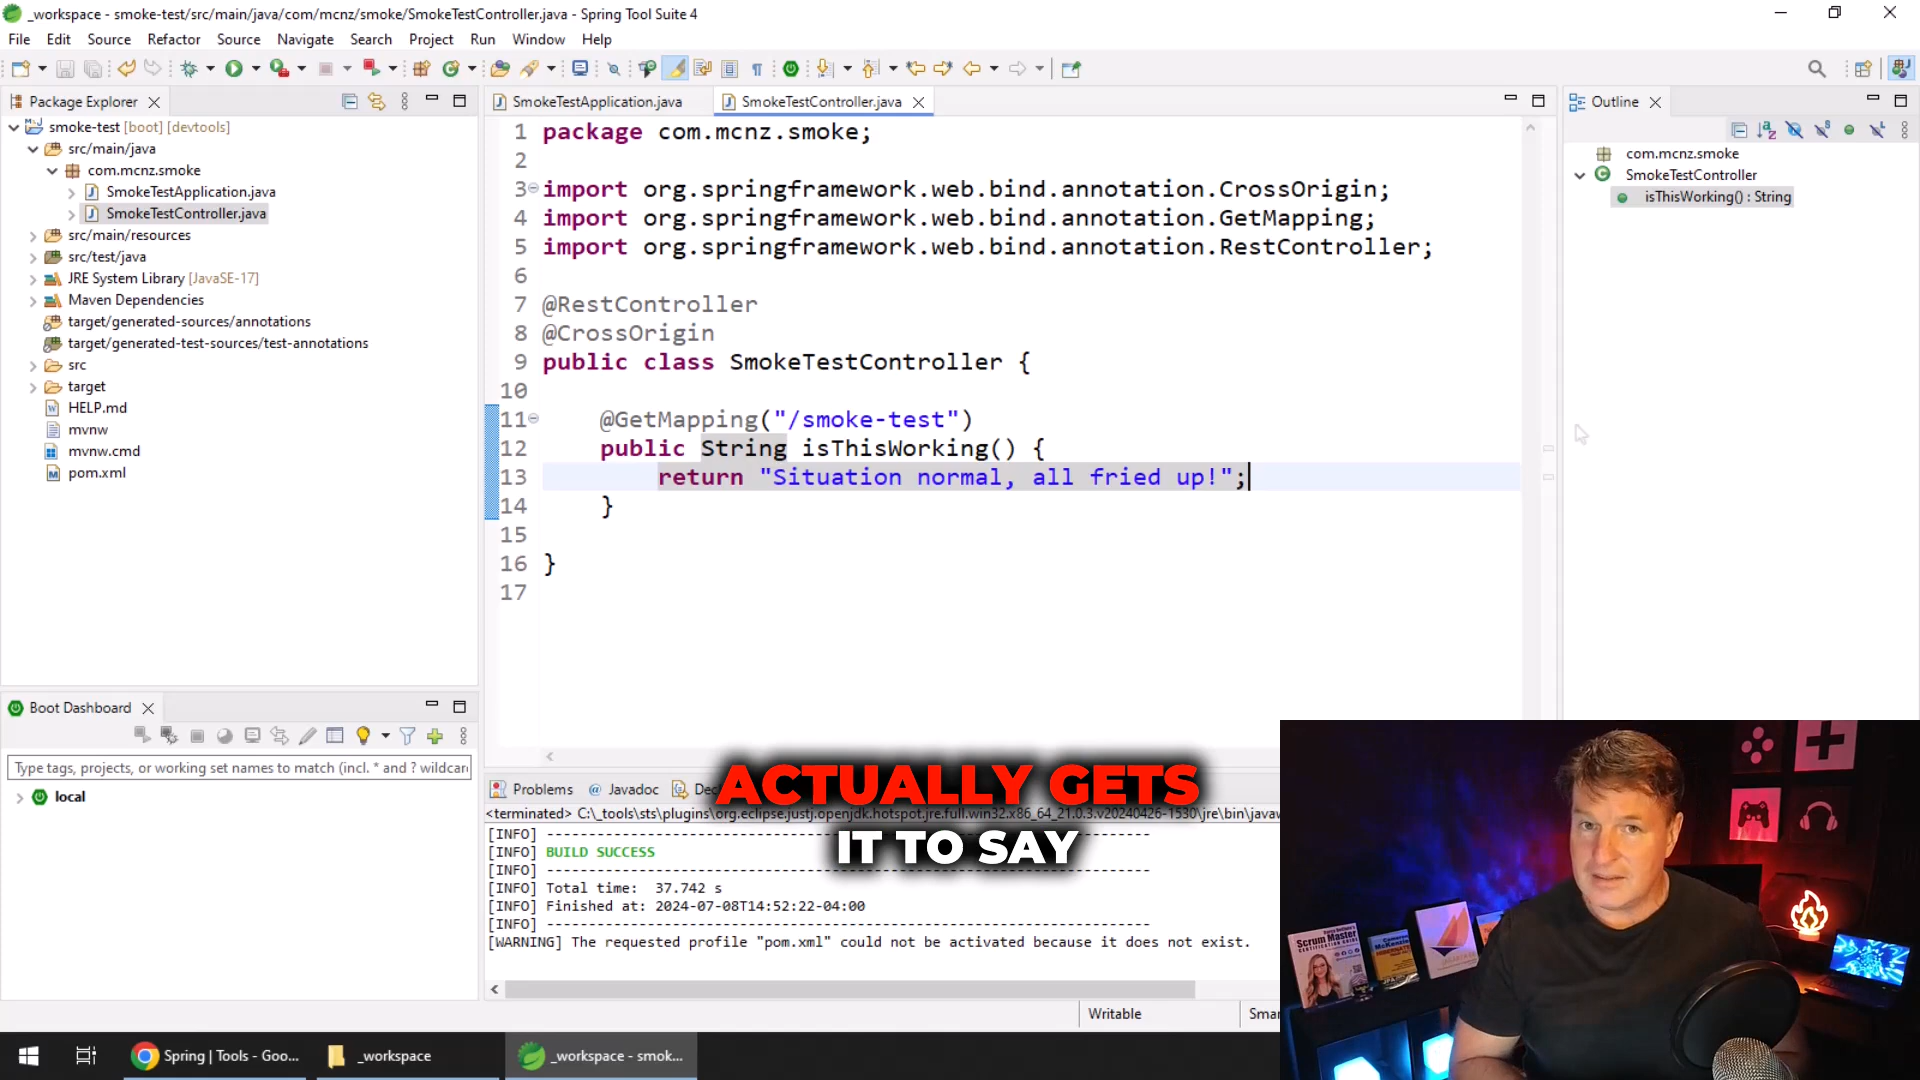 _workspace - smoke-test/src/main/java/com/mcnz/smoke/SmokeTestController.java - Spring Tool Suite 4
File Edit Source Refactor Source Navigate Search Project Run Window Help
Package Explorer
smoke-test [boot] [devtools]
src/main/java
com.mcnz.smoke
SmokeTestApplication.java
SmokeTestController.java
src/main/resources
src/test/java
JRE System Library [JavaSE-17]
Maven Dependencies
target/generated-sources/annotations
target/generated-test-sources/test-annotations
src
target
HELP.md
mvnw
mvnw.cmd
pom.xml
SmokeTestApplication.java SmokeTestController.java
1 package com.mcnz.smoke;
2
3 import org.springframework.web.bind.annotation.CrossOrigin;
4 import org.springframework.web.bind.annotation.GetMapping;
5 import org.springframework.web.bind.annotation.RestController;
6
7 @RestController
8 @CrossOrigin
9 public class SmokeTestController {
10
11 @GetMapping("/smoke-test")
12 public String isThisWorking() {
13 return "Situation normal, all fried up!";
14 }
15
16 }
17
Outline
com.mcnz.smoke
SmokeTestController
isThisWorking() : String
Boot Dashboard
Type tags, projects, or working set names to match (incl. * and ? wildcar
local
Problems @ Javadoc Dec
<terminated> C:\_tools\sts\plugins\org.eclipse.justj.openjdk.hotspot.jre.full.win32.x86_64_21.0.3.v20240426-1530\jre\bin\javaw
[INFO] ------------------------------------------------------------------------
[INFO] BUILD SUCCESS
[INFO] ------------------------------------------------------------------------
[INFO] Total time:  37.742 s
[INFO] Finished at: 2024-07-08T14:52:22-04:00
[INFO] ------------------------------------------------------------------------
[WARNING] The requested profile "pom.xml" could not be activated because it does not exist.
ACTUALLY GETS
IT TO SAY
Scrum Master
Writable
Smar
Spring | Tools - Goo...
_workspace
_workspace - smok...